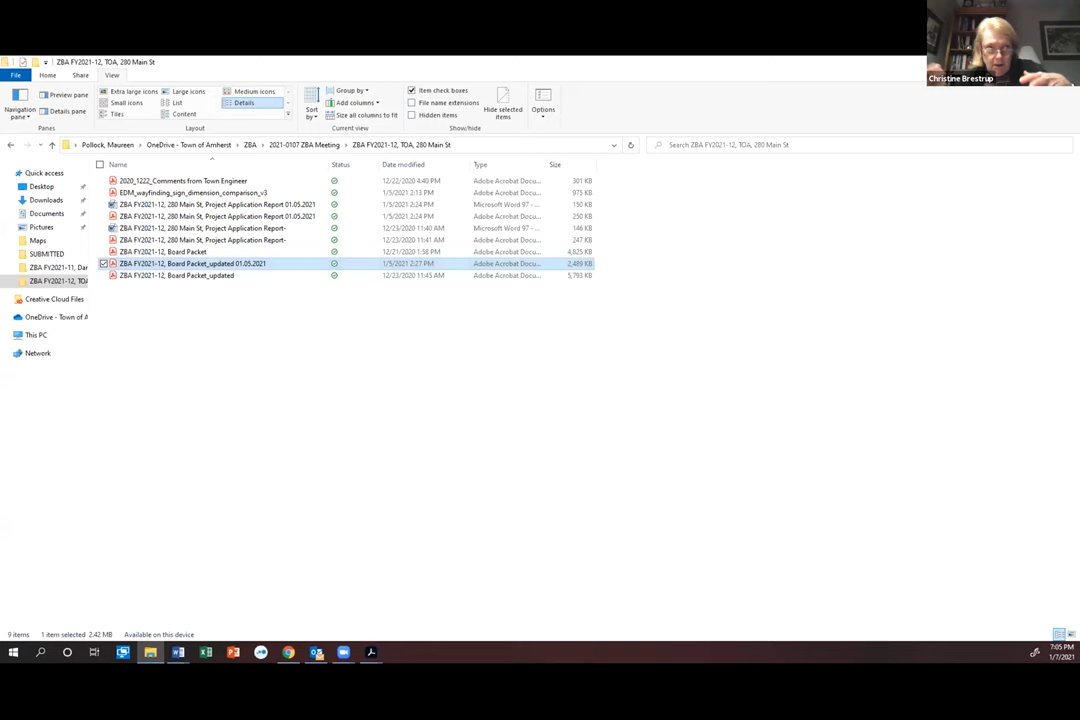 ZBA FY2021-12, TOA, 280 Main St
File Home Share View
Navigation pane
Preview pane
Details pane
Panes
Extra large icons Large icons Medium icons
Small icons List Details
Tiles Content
Layout
Sort by
Group by
Add columns
Size all columns to fit
Current view
Item check boxes
File name extensions
Hidden items
Hide selected items
Show/hide
Options
Christine Brestrup
Pollock, Maureen > OneDrive - Town of Amherst > ZBA > 2021-0107 ZBA Meeting > ZBA FY2021-12, TOA, 280 Main St
Search ZBA FY2021-12, TOA, 280 Main St
Quick access
Desktop
Downloads
Documents
Pictures
Maps
SUBMITTED
ZBA FY2021-11, Dar
ZBA FY2021-12, TOA
Creative Cloud Files
OneDrive - Town of A
This PC
Network
Name Status Date modified Type Size
2020_1222_Comments from Town Engineer 12/22/2020 4:40 PM Adobe Acrobat Docu... 301 KB
EDM_wayfinding_sign_dimension_comparison_v3 1/5/2021 2:13 PM Adobe Acrobat Docu... 975 KB
ZBA FY2021-12, 280 Main St, Project Application Report 01.05.2021 1/5/2021 2:24 PM Microsoft Word 97 - ... 150 KB
ZBA FY2021-12, 280 Main St, Project Application Report 01.05.2021 1/5/2021 2:24 PM Adobe Acrobat Docu... 250 KB
ZBA FY2021-12, 280 Main St, Project Application Report- 12/23/2020 11:40 AM Microsoft Word 97 - ... 146 KB
ZBA FY2021-12, 280 Main St, Project Application Report- 12/23/2020 11:41 AM Adobe Acrobat Docu... 247 KB
ZBA FY2021-12, Board Packet 12/21/2020 1:58 PM Adobe Acrobat Docu... 4,825 KB
ZBA FY2021-12, Board Packet_updated 01.05.2021 1/5/2021 2:27 PM Adobe Acrobat Docu... 2,489 KB
ZBA FY2021-12, Board Packet_updated 12/23/2020 11:45 AM Adobe Acrobat Docu... 5,793 KB
9 items 1 item selected 2.42 MB Available on this device
7:05 PM
1/7/2021